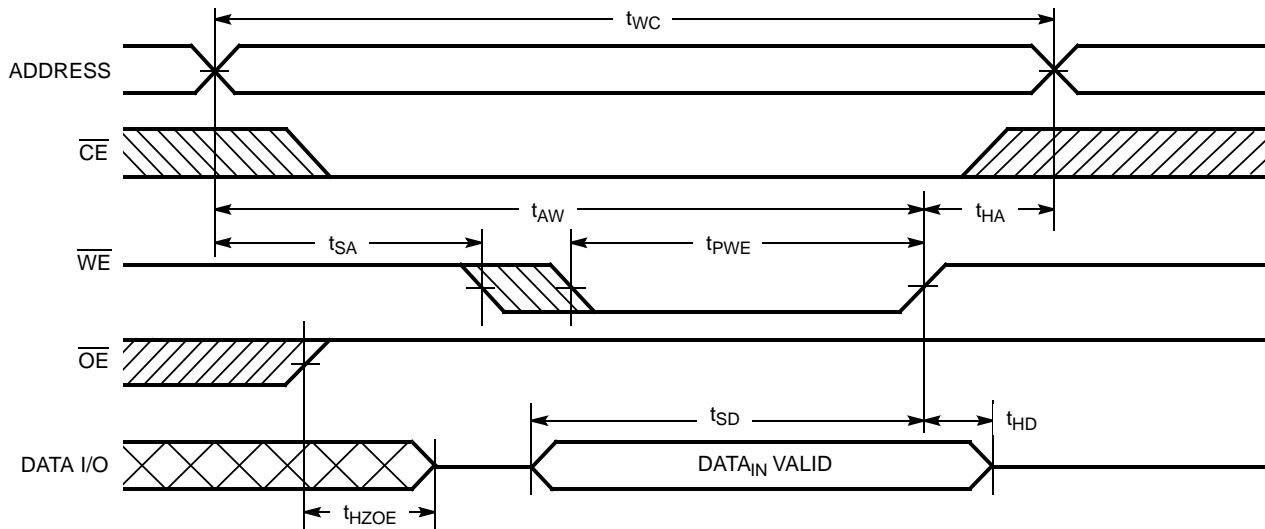 tWC
ADDRESS
CE
tAW
tHA
tSA
tPWE
WE
OE
tSD
tHD
DATA I/O
DATAIN VALID
tHZOE